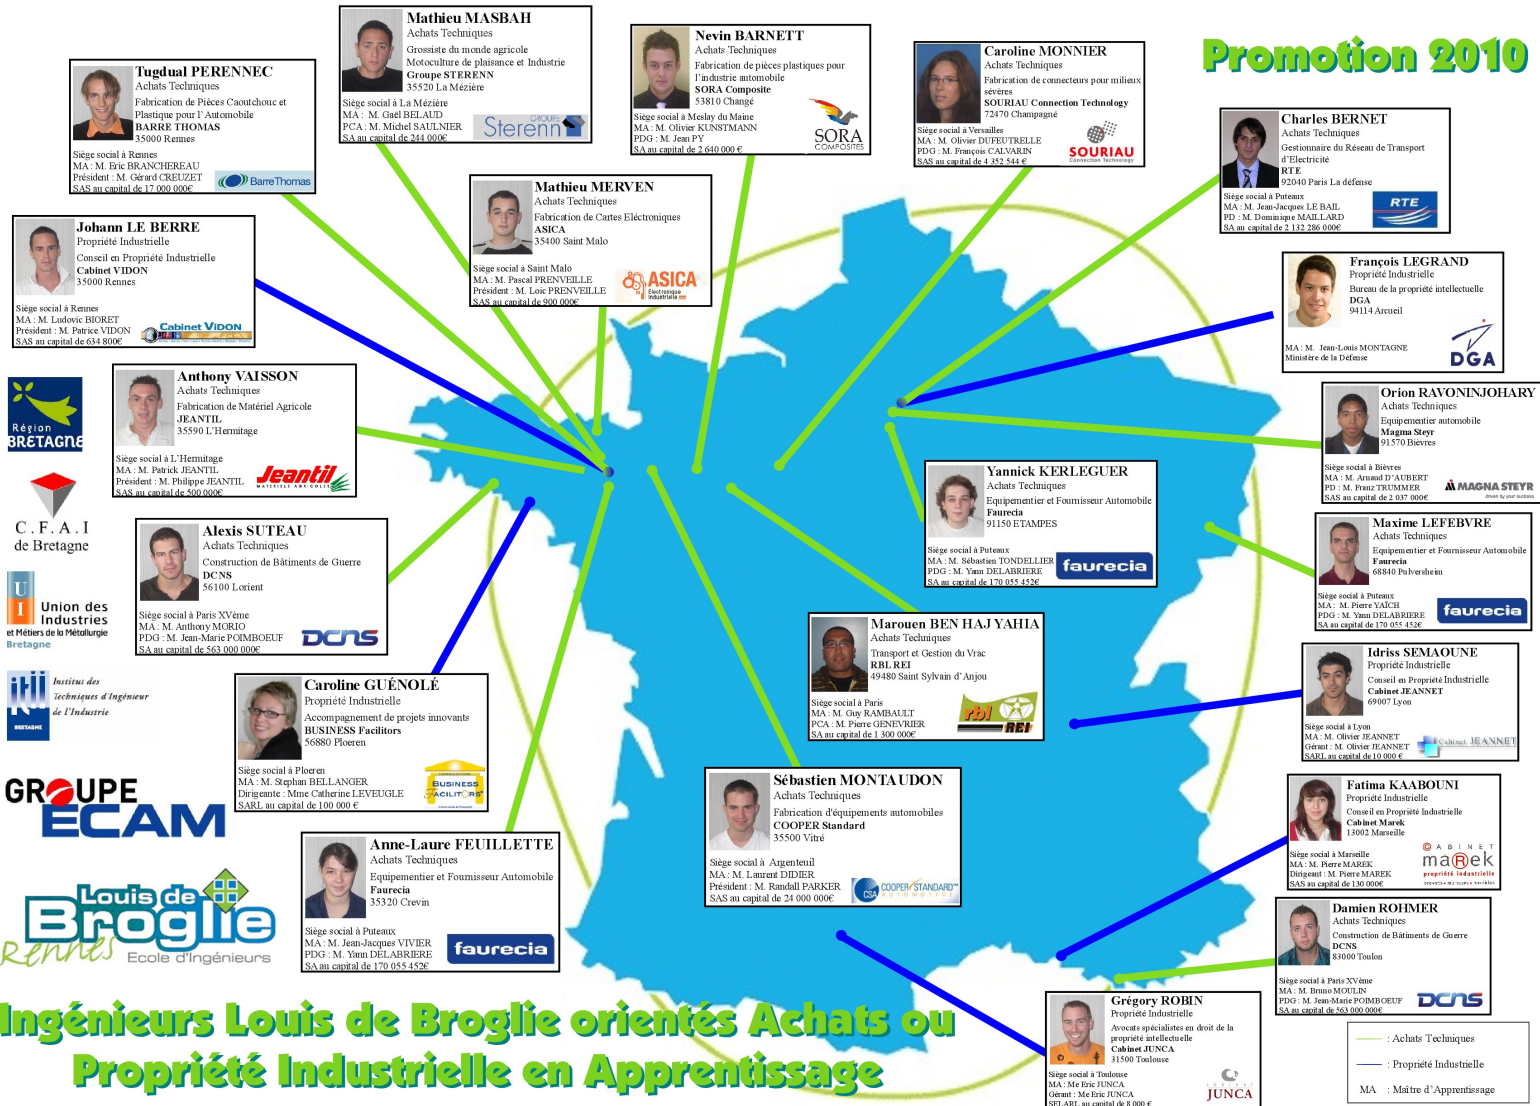 Promotion 2010
Mathieu MASBAH
Achats Techniques
Grossiste du monde agricole
Motoculture de plaisance et Industrie
Groupe STERENN
35520 La Mézière
Siège social à La Mézière
MA : M. Gaël BELAUD
PCA : M. Michel SAULNIER
SA au capital de 244 000€
GROUPE
Sterenn
Nevin BARNETT
Achats Techniques
Fabrication de pièces plastiques pour
l'industrie automobile
SORA Composite
53810 Changé
Siège social à Meslay du Maine
MA : M. Olivier KUNSTMANN
PDG : M. Jean PY
SA au capital de 2 640 000 €
SORA
COMPOSITES
Caroline MONNIER
Achats Techniques
Fabrication de connecteurs pour milieux
sévères
SOURIAU Connection Technology
72470 Champagné
Siège social à Versailles
MA : M. Olivier DUFEUTRELLE
PDG : M. François CALVARIN
SAS au capital de 4 352 544 €
SOURIAU
Connection Technology
Tugdual PERENNEC
Achats Techniques
Fabrication de Pièces Caoutchouc et
Plastique pour l'Automobile
BARRE THOMAS
35000 Rennes
Siège social à Rennes
MA : M. Eric BRANCHEREAU
Président : M. Gérard CREUZET
SAS au capital de 17 000 000€
BarreThomas
Charles BERNET
Achats Techniques
Gestionnaire du Réseau de Transport
d'Electricité
RTE
92040 Paris La défense
Siège social à Puteaux
MA : M. Jean-Jacques LE BAIL
PD : M. Dominique MAILLARD
SA au capital de 2 132 286 000€
RTE
Mathieu MERVEN
Achats Techniques
Fabrication de Cartes Eléctroniques
ASICA
35400 Saint Malo
Siège social à Saint Malo
MA : M. Pascal PRENVEILLE
Président : M. Loic PRENVEILLE
SAS au capital de 900 000€
ASICA
Electronique
Industrielle
Johann LE BERRE
Propriété Industrielle
Conseil en Propriété Industrielle
Cabinet VIDON
35000 Rennes
Siège social à Rennes
MA : M. Ludovic BIORET
Président : M. Patrice VIDON
SAS au capital de 634 800€
Cabinet VIDON
François LEGRAND
Propriété Industrielle
Bureau de la propriété intellectuelle
DGA
94114 Arcueil
MA : M. Jean-Louis MONTAGNE
Ministère de la Défense
DGA
Anthony VAISSON
Achats Techniques
Fabrication de Matériel Agricole
JEANTIL
35590 L'Hermitage
Siège social à L'Hermitage
MA : M. Patrick JEANTIL
Président : M. Philippe JEANTIL
SAS au capital de 500 000€
Jeantil
MATERIELS AGRICOLES
Orion RAVONINJOHARY
Achats Techniques
Equipementier automobile
Magma Steyr
91570 Bièvres
Siège social à Bièvres
MA : M. Arnaud D'AUBERT
PD : M. Franz TRUMMER
SAS au capital de 2 037 000€
MAGNA STEYR
driven by your success
Région
BRETAGNE
Yannick KERLEGUER
Achats Techniques
Equipementier et Fournisseur Automobile
Faurecia
91150 ETAMPES
Siège social à Puteaux
MA : M. Sébastien TONDELLIER
PDG : M. Yann DELABRIERE
SA au capital de 170 055 452€
faurecia
C.F.A.I
de Bretagne
Alexis SUTEAU
Achats Techniques
Construction de Bâtiments de Guerre
DCNS
56100 Lorient
Siège social à Paris XVème
MA : M. Anthony MORIO
PDG : M. Jean-Marie POIMBOEUF
SA au capital de 563 000 000€
DCNS
Maxime LEFEBVRE
Achats Techniques
Equipementier et Fournisseur Automobile
Faurecia
68840 Pulversheim
Siège social à Puteaux
MA : M. Pierre YAÏCH
PDG : M. Yann DELABRIERE
SA au capital de 170 055 452€
faurecia
UI
Union des
Industries
et Métiers de la Métallurgie
Bretagne
Marouen BEN HAJ YAHIA
Achats Techniques
Transport et Gestion du Vrac
RBL REI
49480 Saint Sylvain d'Anjou
Siège social à Paris
MA : M. Guy RAMBAULT
PCA : M. Pierre GENEVRIER
SA au capital de 1 300 000€
rbl
REI
Idriss SEMAOUNE
Propriété Industrielle
Conseil en Propriété Industrielle
Cabinet JEANNET
69007 Lyon
Siège social à Lyon
MA : M. Olivier JEANNET
Gérant : M. Olivier JEANNET
SARL au capital de 10 000 €
Cabinet JEANNET
itii
BRETAGNE
Institut des
Techniques d'Ingénieur
de l'Industrie
Caroline GUÉNOLÉ
Propriété Industrielle
Accompagnement de projets innovants
BUSINESS Facilitors
56880 Ploeren
Siège social à Ploeren
MA : M. Stephan BELLANGER
Dirigeante : Mme Catherine LEVEUGLE
SARL au capital de 100 000 €
BUSINESS
FACILITORS
GROUPE
ECAM
Sébastien MONTAUDON
Achats Techniques
Fabrication d'équipements automobiles
COOPER Standard
35500 Vitré
Siège social à Argenteuil
MA : M. Laurent DIDIER
Président : M. Randall PARKER
SAS au capital de 24 000 000€
CSA
COOPER STANDARD™
AUTOMOTIVE
Fatima KAABOUNI
Propriété Industrielle
Conseil en Propriété Industrielle
Cabinet Marek
13002 Marseille
Siège social à Marseille
MA : M. Pierre MAREK
Dirigeant : M. Pierre MAREK
SAS au capital de 130 000€
CABINET
maRek
propriété industrielle
brevets marques modèles
Anne-Laure FEUILLETTE
Achats Techniques
Equipementier et Fournisseur Automobile
Faurecia
35320 Crevin
Siège social à Puteaux
MA : M. Jean-Jacques VIVIER
PDG : M. Yann DELABRIERE
SA au capital de 170 055 452€
faurecia
Louis de
Broglie
Rennes
Ecole d'Ingénieurs
Damien ROHMER
Achats Techniques
Construction de Bâtiments de Guerre
DCNS
83000 Toulon
Siège social à Paris XVème
MA : M. Bruno MOULIN
PDG : M. Jean-Marie POIMBOEUF
SA au capital de 563 000 000€
DCNS
Grégory ROBIN
Propriété Industrielle
Avocats spécialistes en droit de la
propriété intellectuelle
Cabinet JUNCA
31500 Toulouse
Siège social à Toulouse
MA : Me Eric JUNCA
Gérant : Me Eric JUNCA
SELARL au capital de 8 000 €
cabinet
JUNCA
Ingénieurs Louis de Broglie orientés Achats ou
Propriété Industrielle en Apprentissage
: Achats Techniques
: Propriété Industrielle
MA : Maître d'Apprentissage